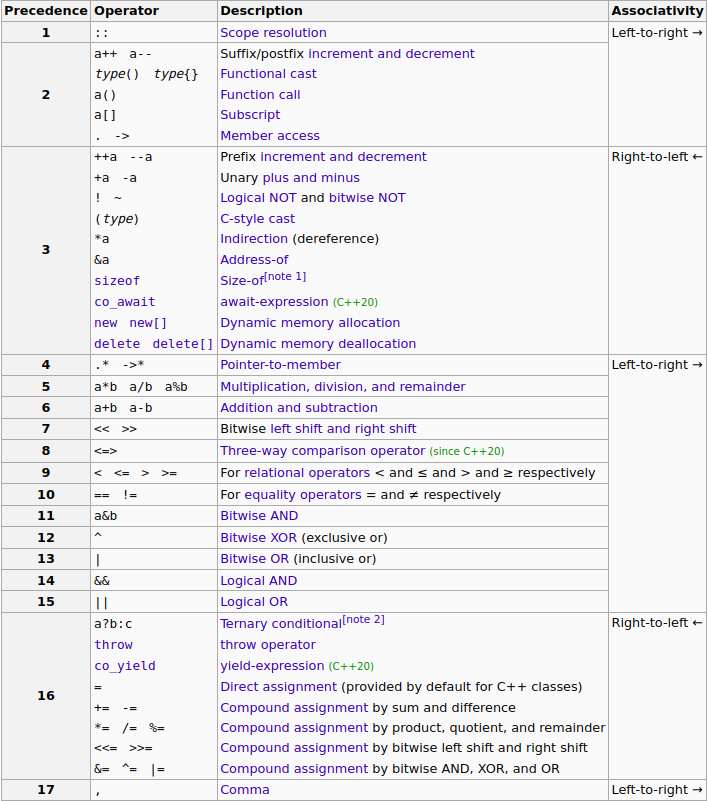 Precedence Operator Description Associativity
1 :: Scope resolution Left-to-right →
a++ a-- Suffix/postfix increment and decrement
type() type{} Functional cast
2 a() Function call
a[] Subscript
. -> Member access
++a --a Prefix increment and decrement Right-to-left ←
+a -a Unary plus and minus
! ~ Logical NOT and bitwise NOT
(type) C-style cast
3 *a Indirection (dereference)
&a Address-of
sizeof Size-of[note 1]
co_await await-expression (C++20)
new new[] Dynamic memory allocation
delete delete[] Dynamic memory deallocation
4 .* ->* Pointer-to-member Left-to-right →
5 a*b a/b a%b Multiplication, division, and remainder
6 a+b a-b Addition and subtraction
7 << >> Bitwise left shift and right shift
8 <=> Three-way comparison operator (since C++20)
9 < <= > >= For relational operators < and ≤ and > and ≥ respectively
10 == != For equality operators = and ≠ respectively
11 a&b Bitwise AND
12 ^ Bitwise XOR (exclusive or)
13 | Bitwise OR (inclusive or)
14 && Logical AND
15 || Logical OR
a?b:c Ternary conditional[note 2] Right-to-left ←
throw throw operator
co_yield yield-expression (C++20)
16 = Direct assignment (provided by default for C++ classes)
+= -= Compound assignment by sum and difference
*= /= %= Compound assignment by product, quotient, and remainder
<<= >>= Compound assignment by bitwise left shift and right shift
&= ^= |= Compound assignment by bitwise AND, XOR, and OR
17 , Comma Left-to-right →